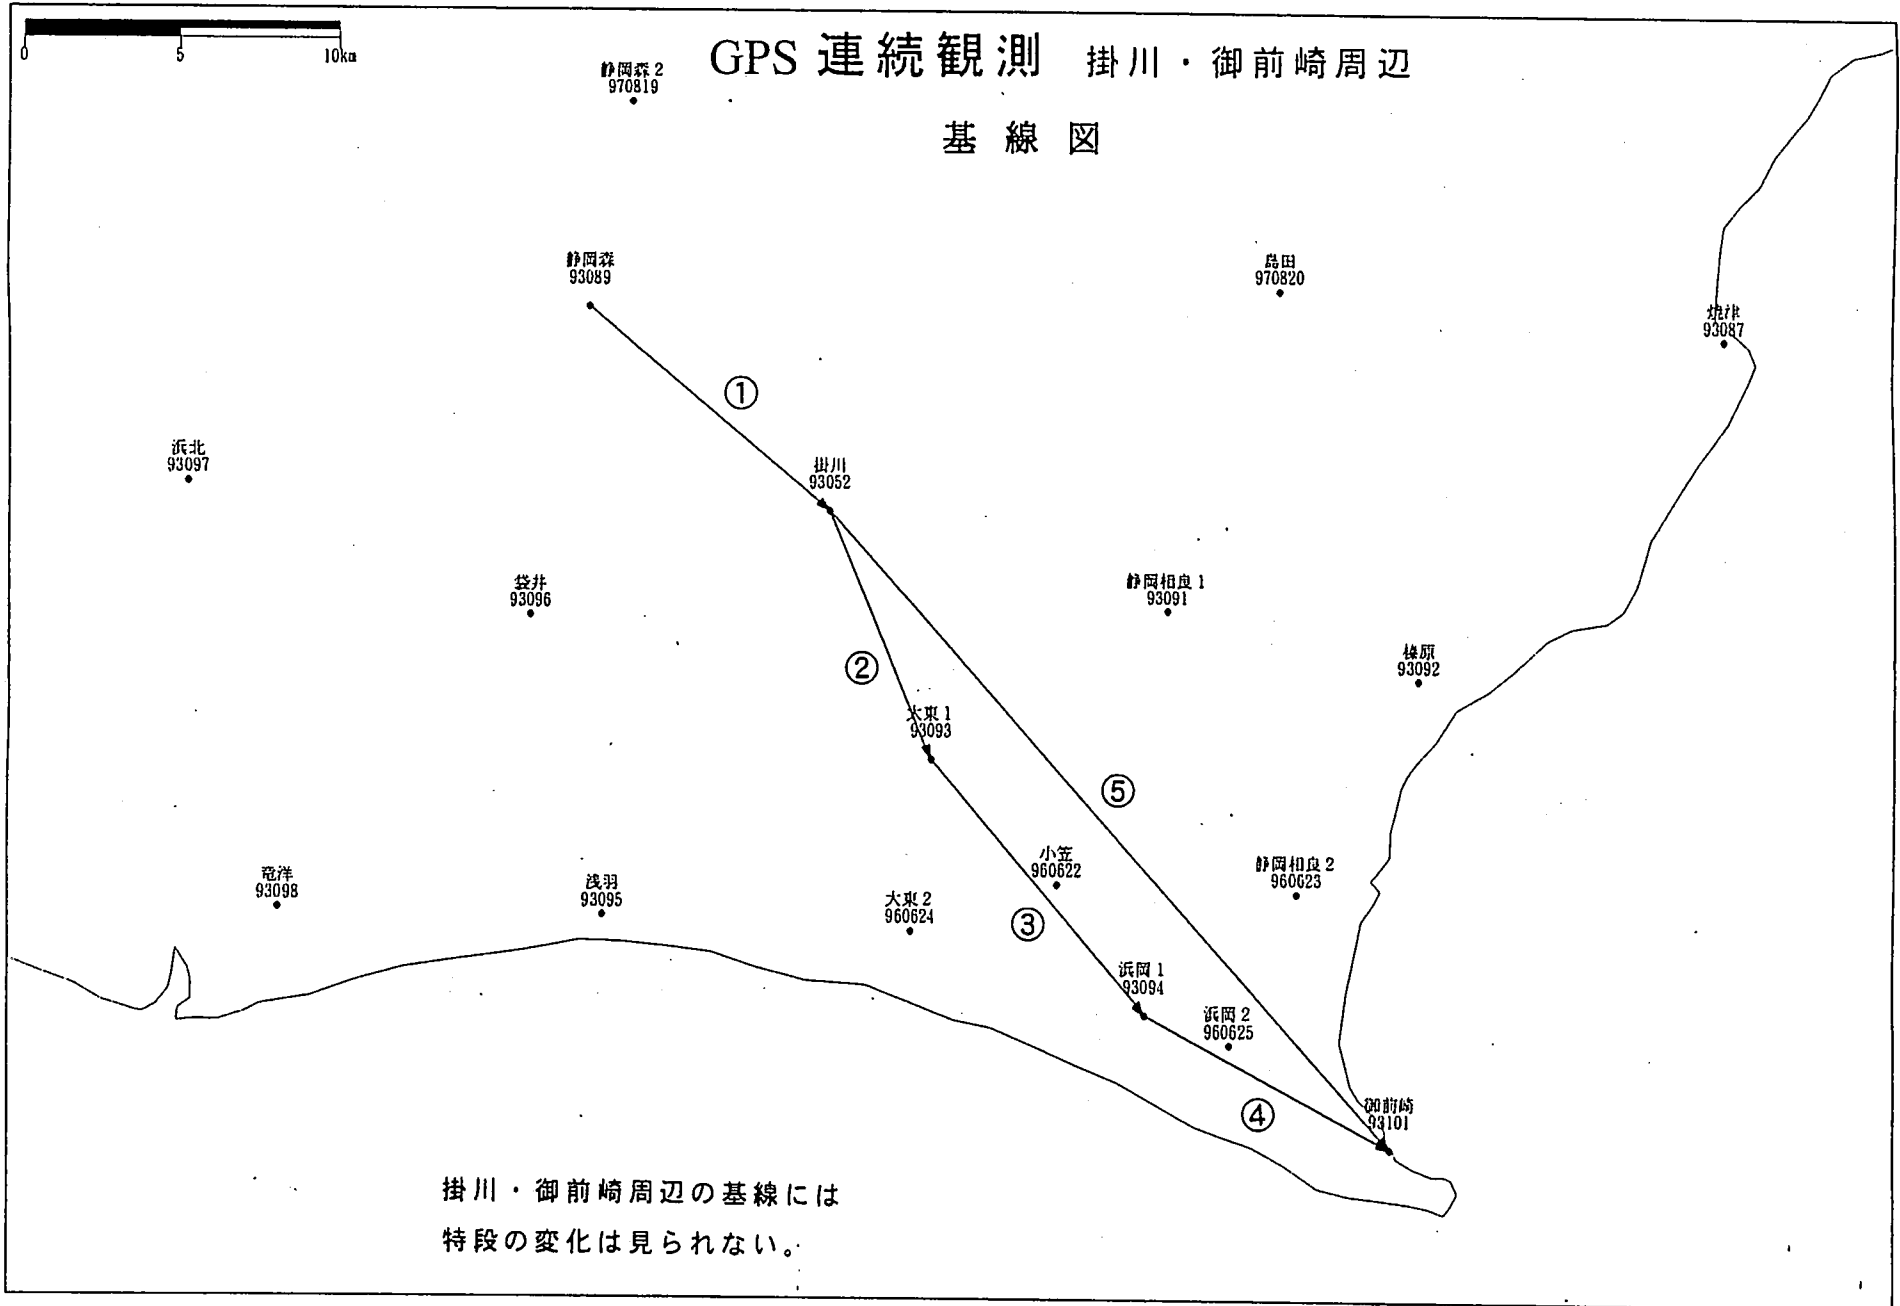 0 5 10km
GPS 連続観測 掛川・御前崎周辺
基線図
静岡森2
970819
静岡森
93089
島田
970820
焼津
93087
①
浜北
93097
掛川
93052
袋井
93096
静岡相良1
93091
榛原
93092
②
大東1
93093
⑤
小笠
960622
静岡相良2
960623
竜洋
93098
浅羽
93095
大東2
960624
③
浜岡1
93094
浜岡2
960625
④
御前崎
93101
掛川・御前崎周辺の基線には
特段の変化は見られない。